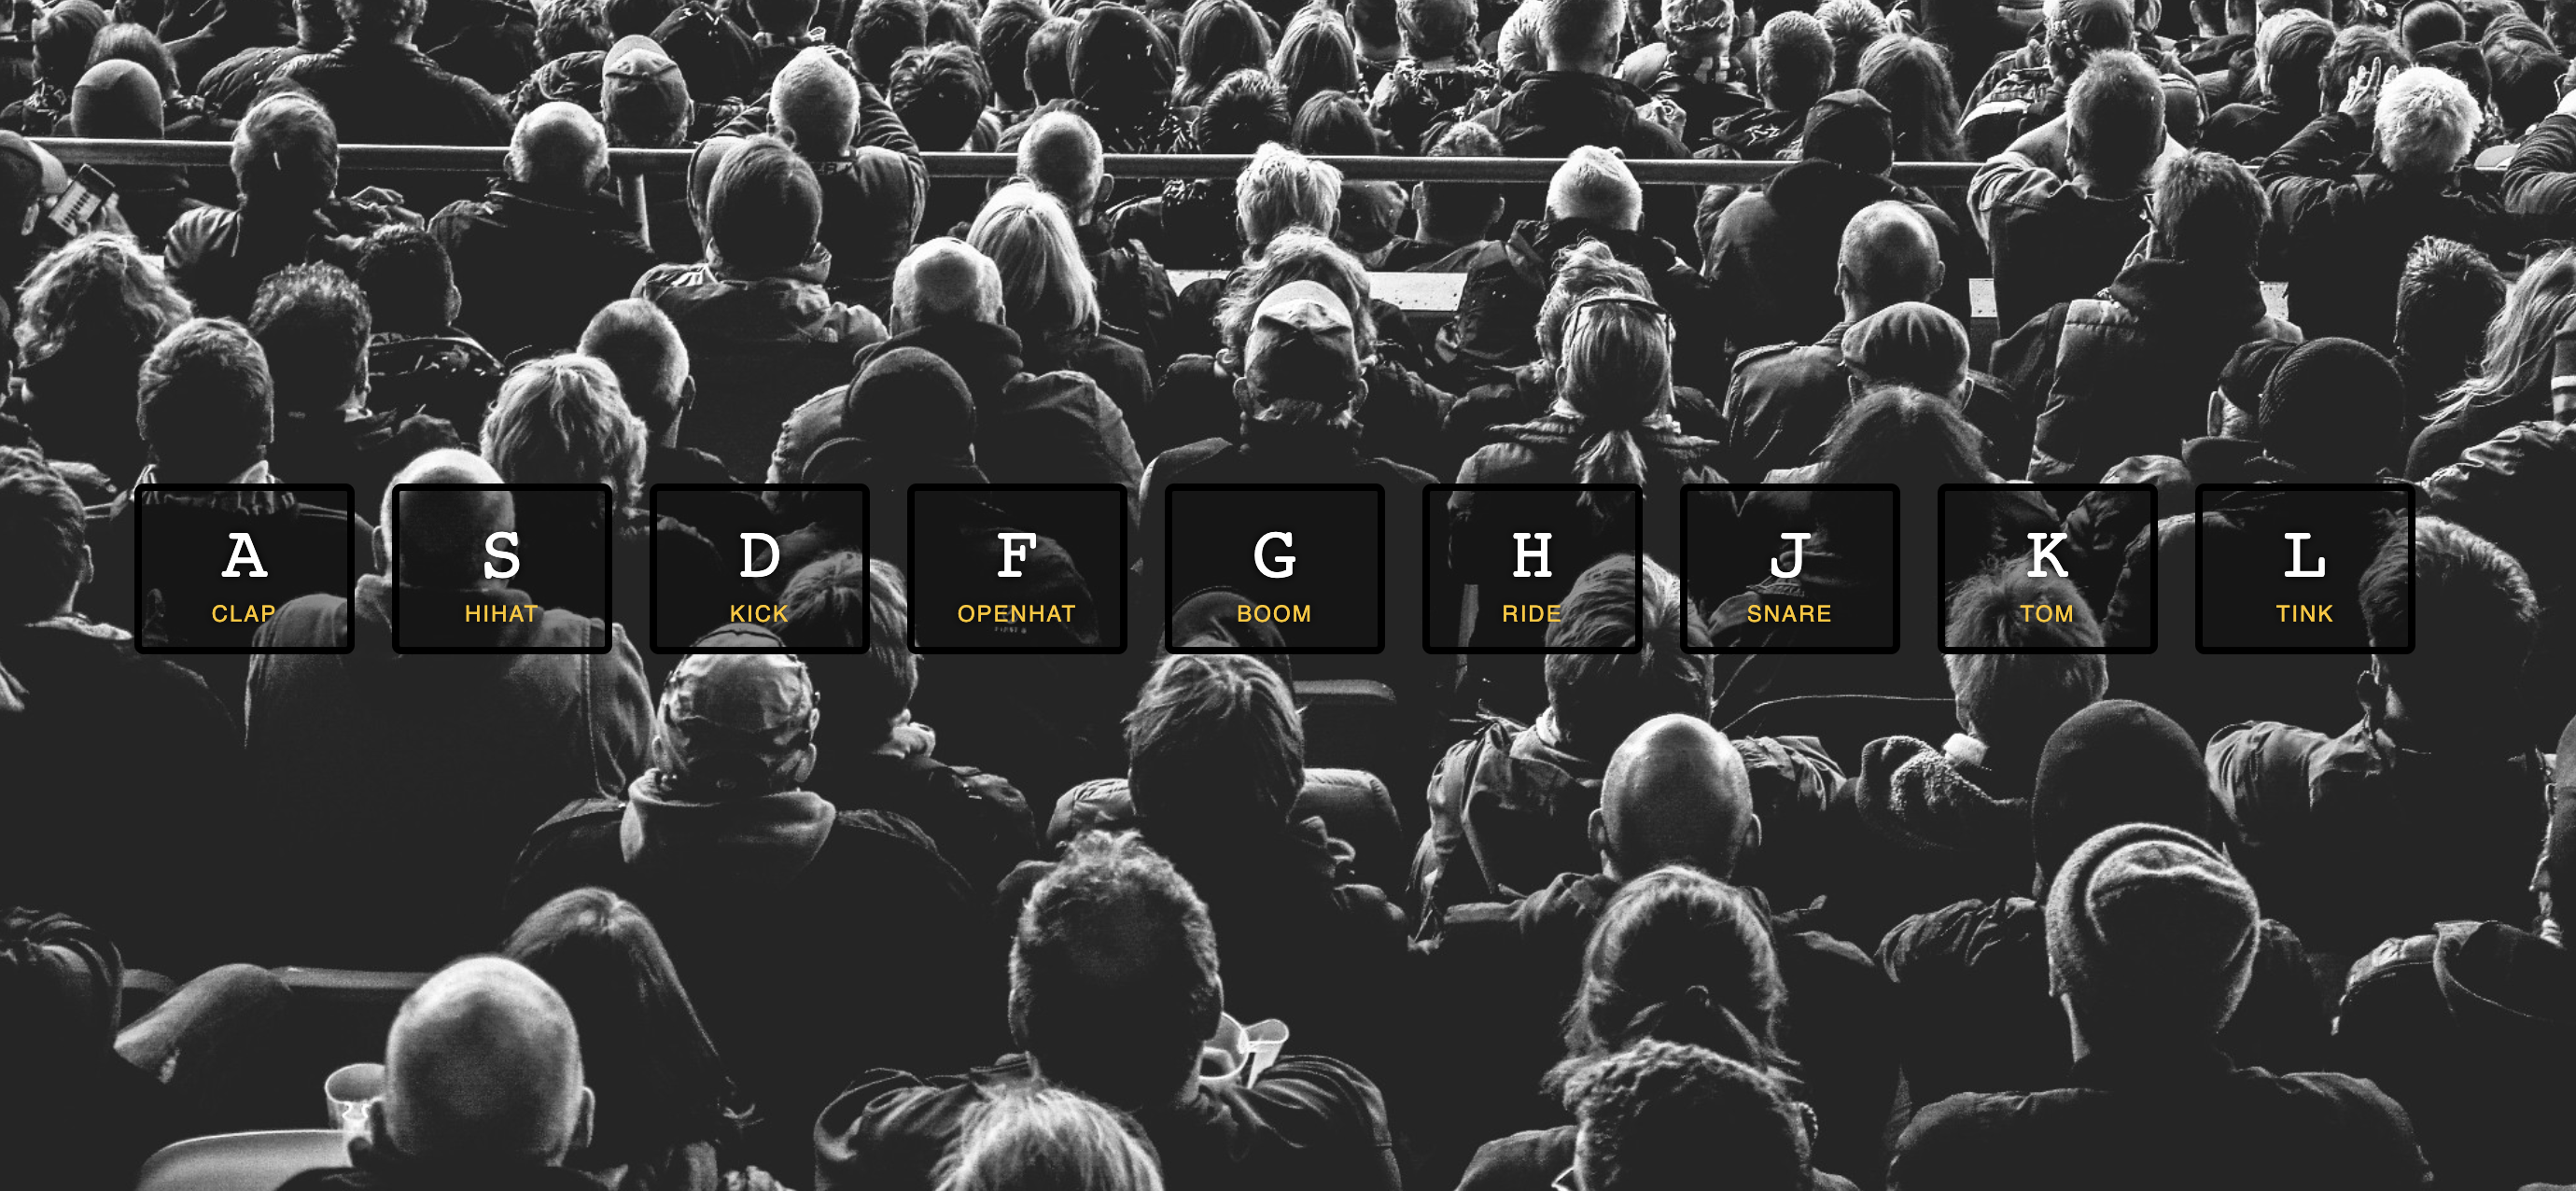 A S D F G H J K L
CLAP HIHAT KICK OPENHAT BOOM RIDE SNARE TOM TINK